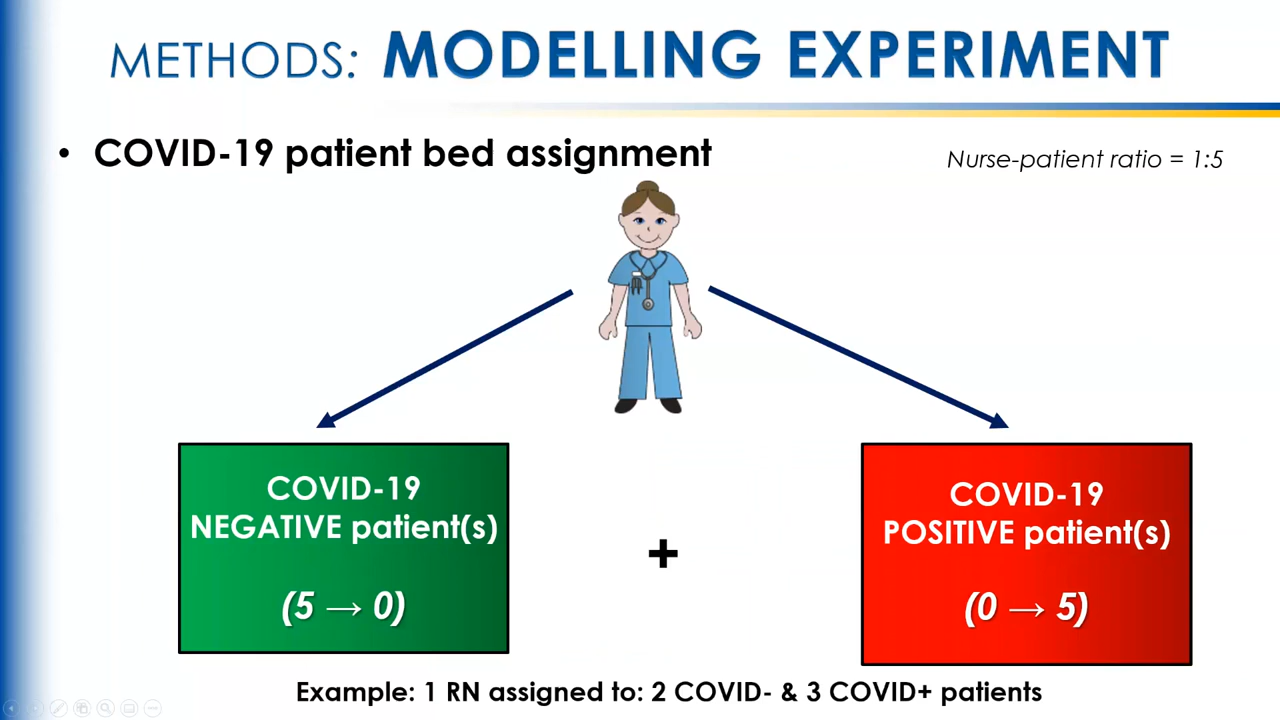 METHODS: MODELLING EXPERIMENT
• COVID-19 patient bed assignment
Nurse-patient ratio = 1:5
COVID-19
NEGATIVE patient(s)
(5 → 0)
+
COVID-19
POSITIVE patient(s)
(0 → 5)
Example: 1 RN assigned to: 2 COVID- & 3 COVID+ patients